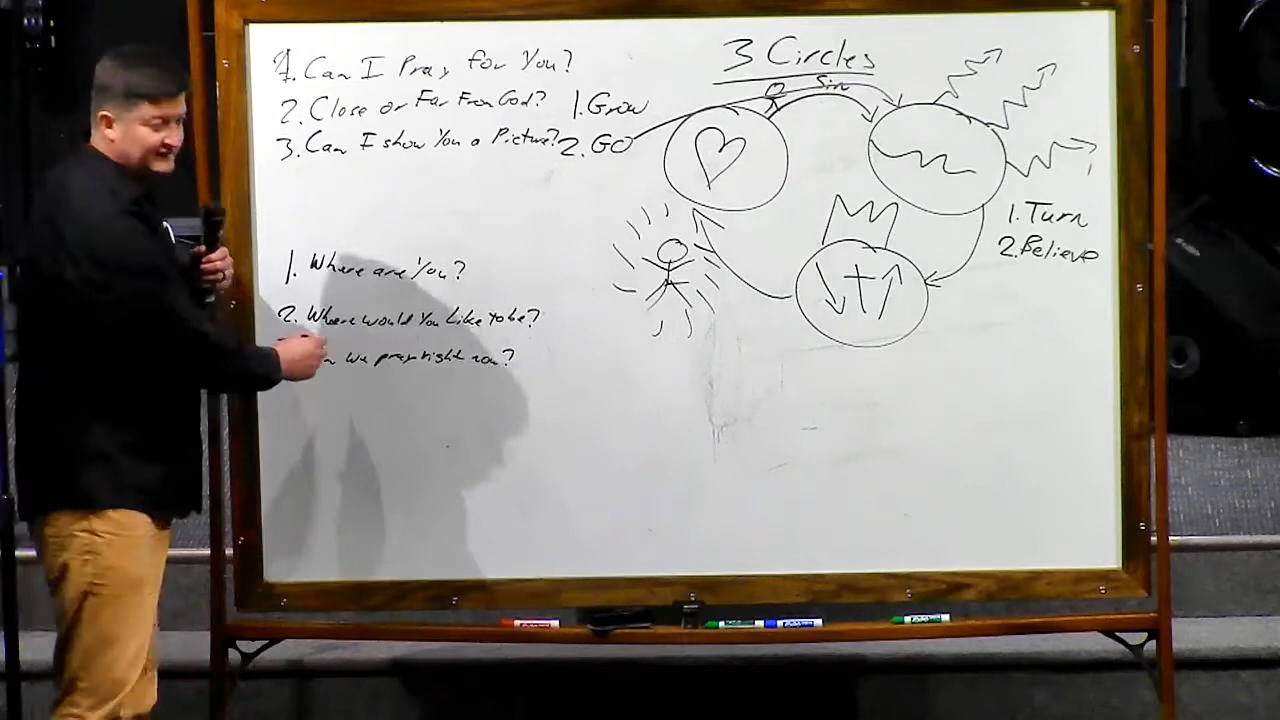 1. Can I Pray for You?
2. Close or Far From God?
3. Can I show You a Picture?
1. Where are You?
2. Where would You Like to be?
we pray right now?
3 Circles
Sin
1. Grow
2. GO
1. Turn
2. Believe